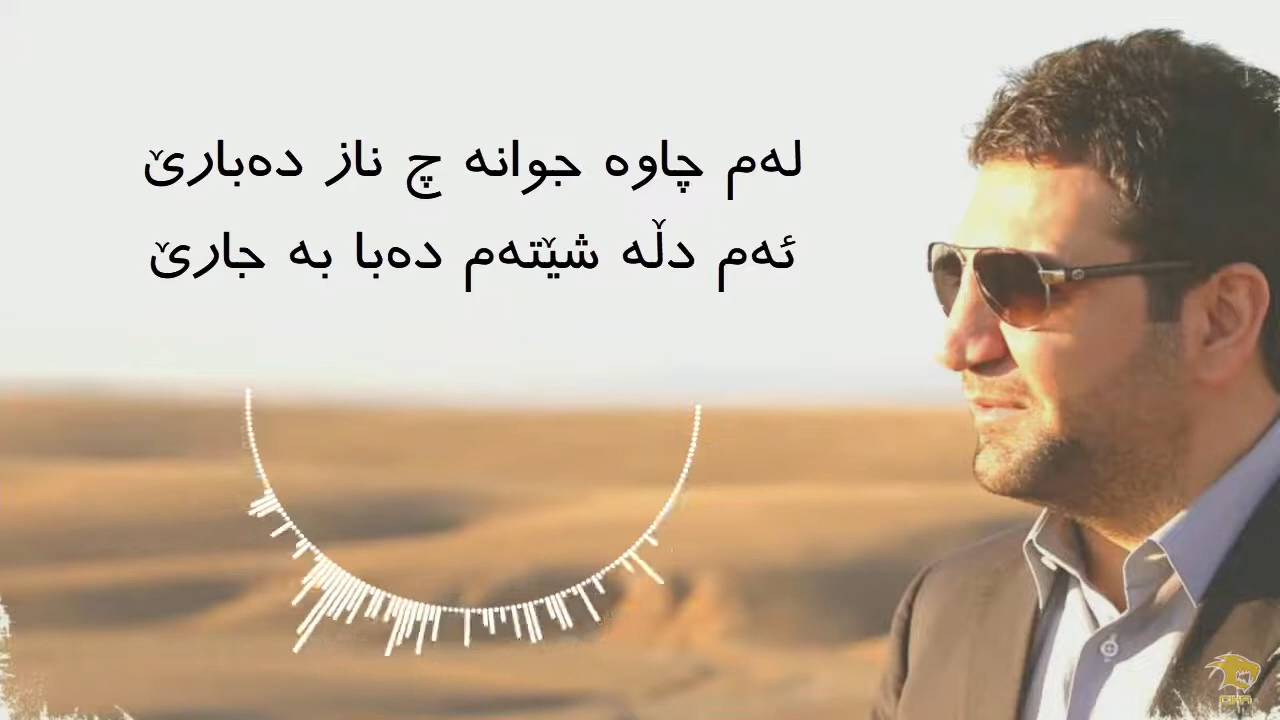 لەم چاوە جوانە چ ناز دەبارێ
ئەم دڵە شێتەم دەبا بە جارێ